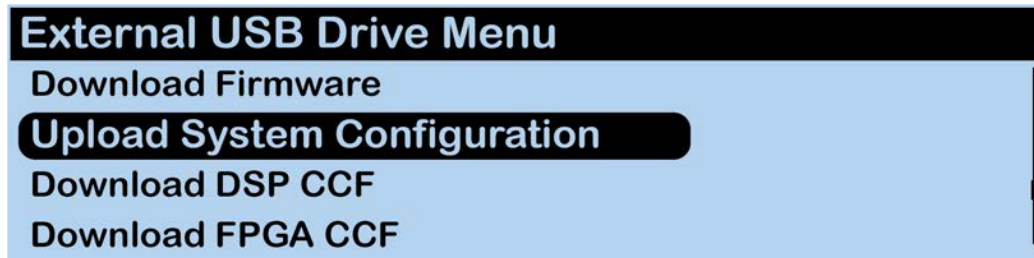 External USB Drive Menu
Download Firmware
Upload System Configuration
Download DSP CCF
Download FPGA CCF